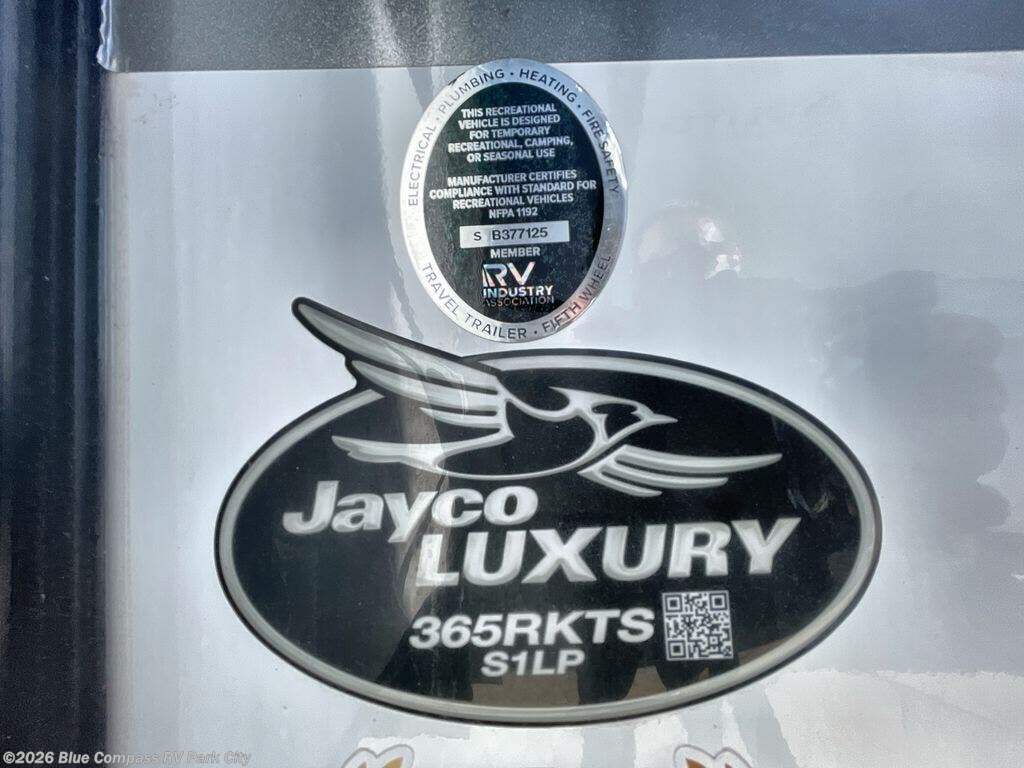 ELECTRICAL · PLUMBING · HEATING · FIRE SAFETY
THIS RECREATIONAL
VEHICLE IS DESIGNED
FOR TEMPORARY
RECREATIONAL, CAMPING,
OR SEASONAL USE
MANUFACTURER CERTIFIES
COMPLIANCE WITH STANDARD FOR
RECREATIONAL VEHICLES
NFPA 1192
S B377125
MEMBER
RV
INDUSTRY
ASSOCIATION
TRAVEL TRAILER · FIFTH WHEEL
Jayco
LUXURY
365RKTS
S1LP
©2026 Blue Compass RV Park City